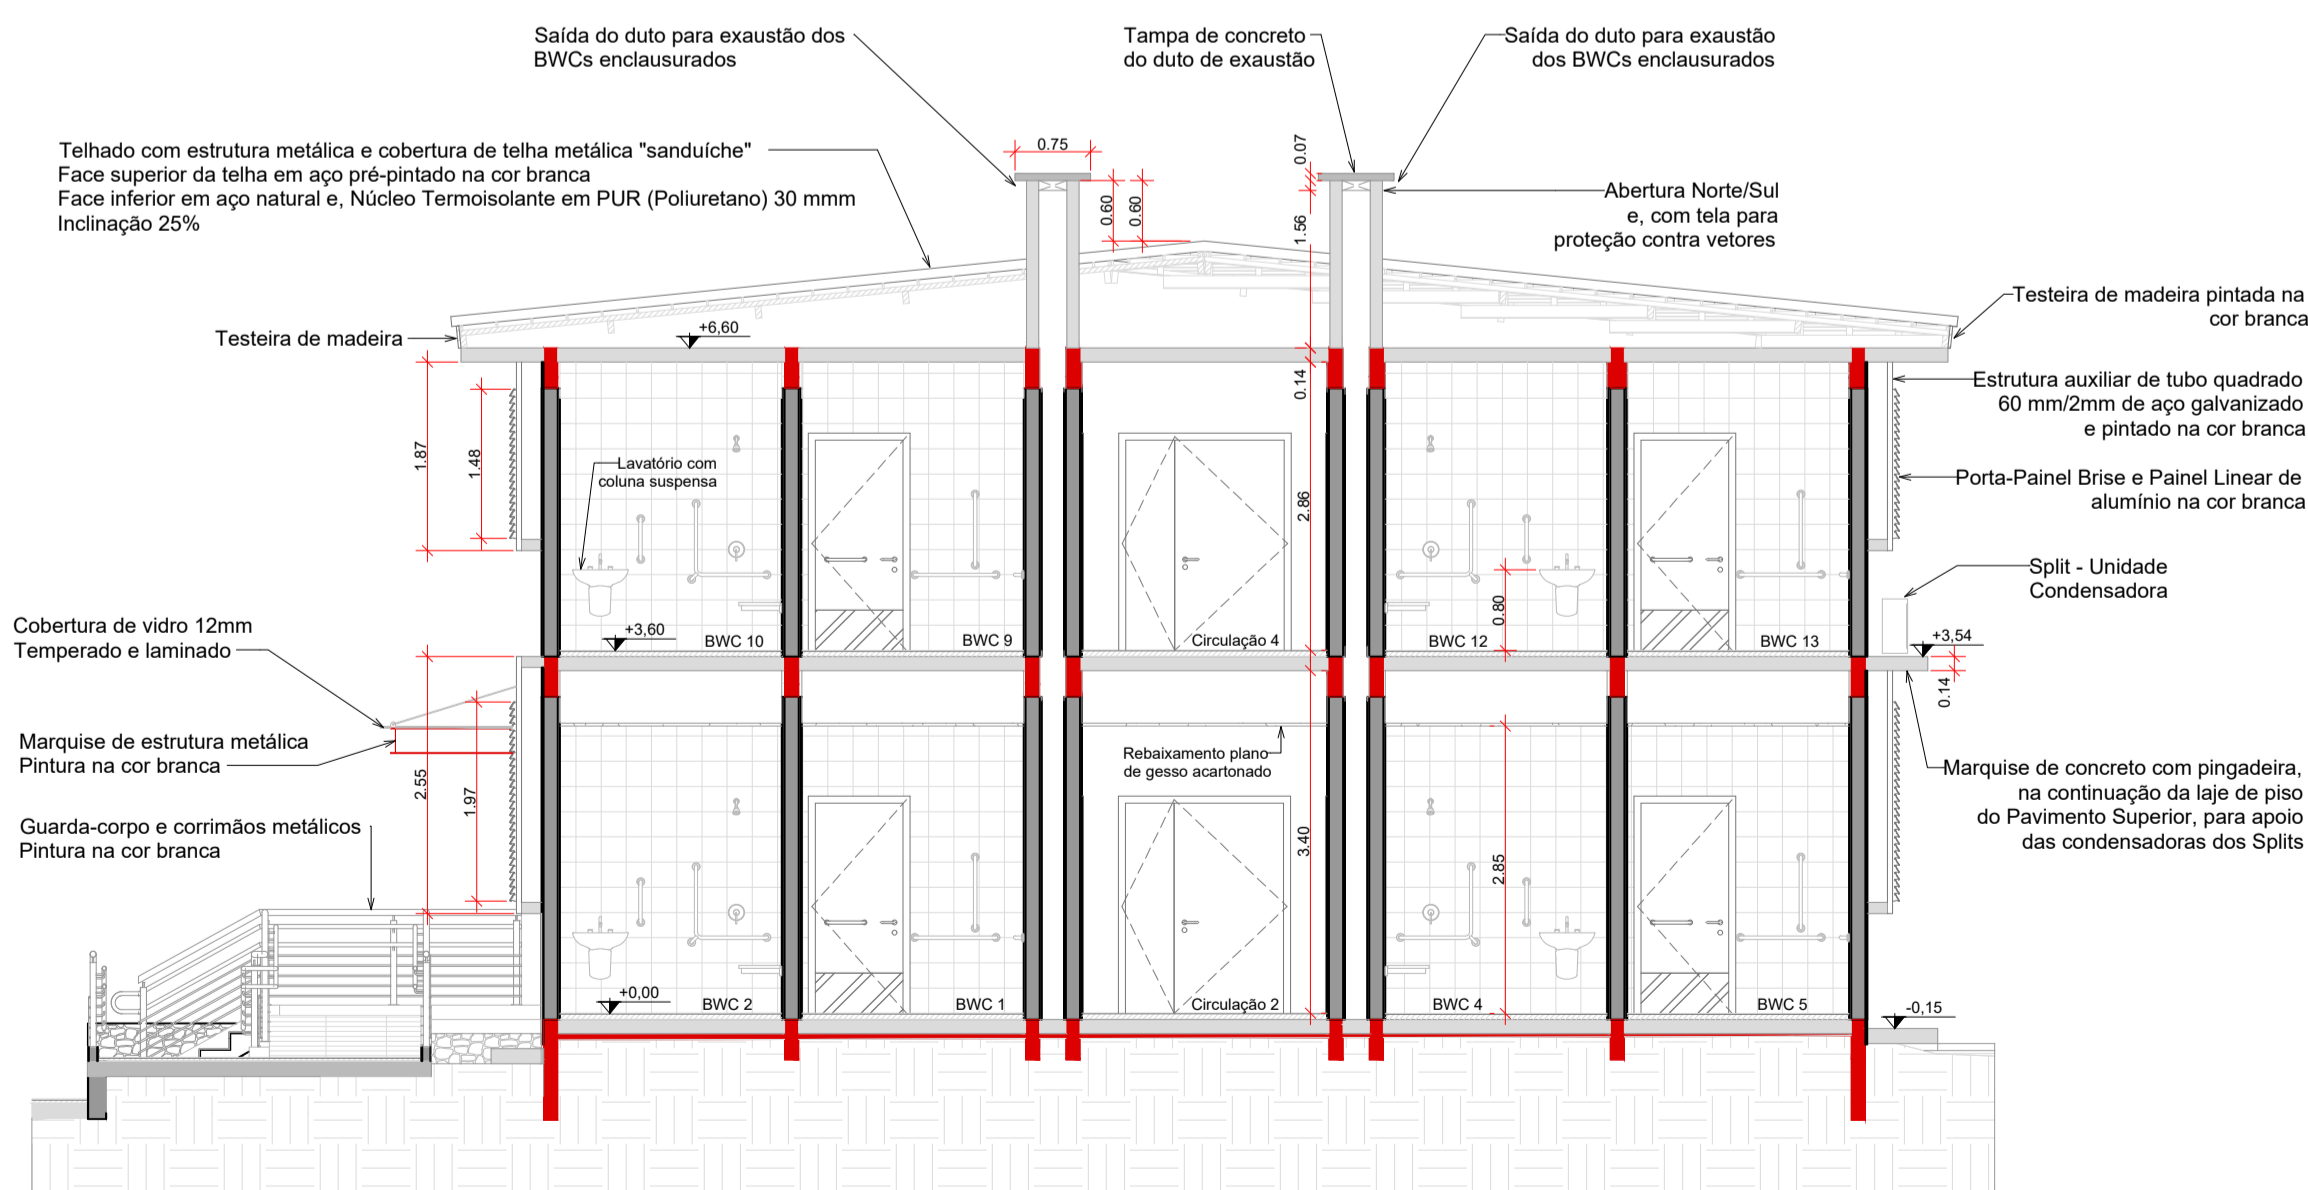 Saída do duto para exaustão dos
BWCs enclausurados
Tampa de concreto
do duto de exaustão
Saída do duto para exaustão
dos BWCs enclausurados
Telhado com estrutura metálica e cobertura de telha metálica "sanduíche"
Face superior da telha em aço pré-pintado na cor branca
Face inferior em aço natural e, Núcleo Termoisolante em PUR (Poliuretano) 30 mmm
Inclinação 25%
0.75
0.07
0.60
0.60
1.56
Abertura Norte/Sul
e, com tela para
proteção contra vetores
Testeira de madeira
+6,60
Testeira de madeira pintada na
cor branca
1.87
1.48
0.14
Estrutura auxiliar de tubo quadrado
60 mm/2mm de aço galvanizado
e pintado na cor branca
Lavatório com
coluna suspensa
2.86
Porta-Painel Brise e Painel Linear de
alumínio na cor branca
Split - Unidade
Condensadora
0.80
Cobertura de vidro 12mm
Temperado e laminado
+3,60
BWC 10
BWC 9
Circulação 4
BWC 12
BWC 13
+3,54
0.14
Marquise de estrutura metálica
Pintura na cor branca
2.55
1.97
Rebaixamento plano
de gesso acartonado
3.40
2.85
Marquise de concreto com pingadeira,
na continuação da laje de piso
do Pavimento Superior, para apoio
das condensadoras dos Splits
Guarda-corpo e corrimãos metálicos
Pintura na cor branca
+0,00
BWC 2
BWC 1
Circulação 2
BWC 4
BWC 5
-0,15